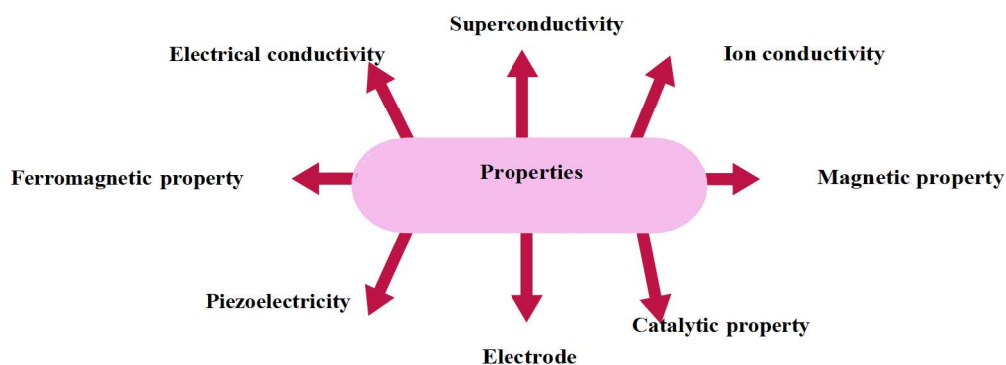 Superconductivity
Electrical conductivity
Ion conductivity
Properties
Ferromagnetic property
Magnetic property
Piezoelectricity
Catalytic property
Electrode